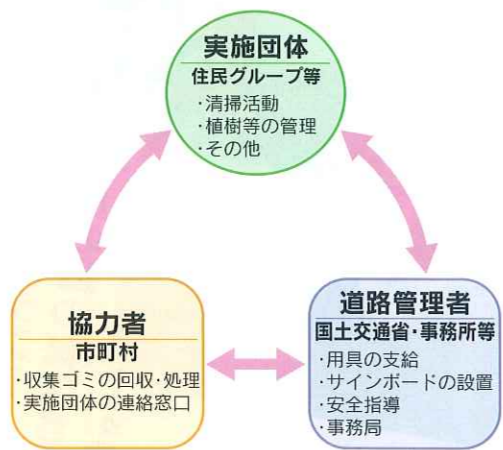 実施団体
住民グループ等
・清掃活動
・植樹等の管理
・その他
協力者
市町村
・収集ゴミの回収・処理
・実施団体の連絡窓口
道路管理者
国土交通省・事務所等
・用具の支給
・サインボードの設置
・安全指導
・事務局